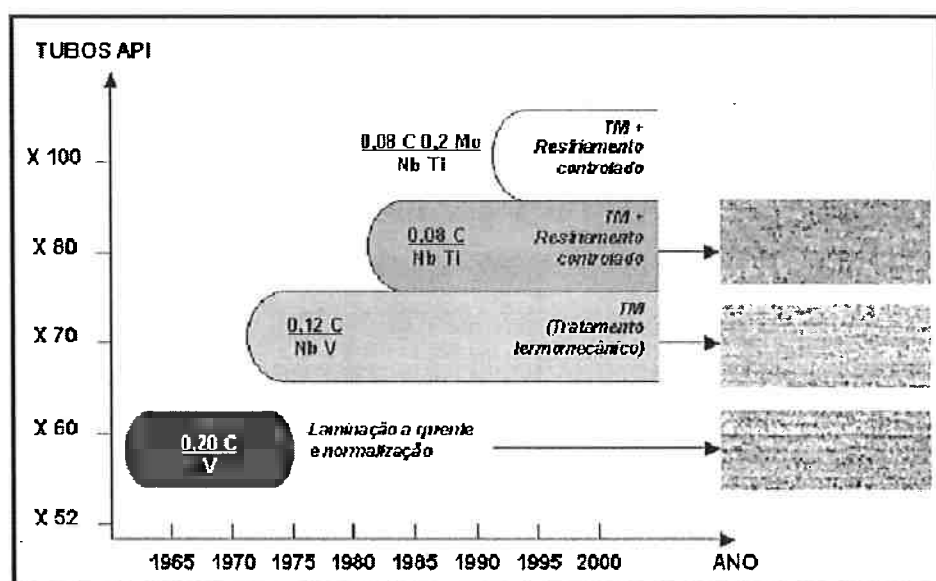 TUBOS API
X 100
X 80
X 70
X 60
X 52
0,08 C 0,2 Mo
Nb Ti
TM +
Resfriamento
controlado
0,08 C
Nb Ti
TM +
Resfriamento
controlado
0,12 C
Nb V
TM
(Tratamento
termomecânico)
0,20 C
V
Laminação a quente
e normalização
1965 1970 1975 1980 1985 1990 1995 2000 ANO